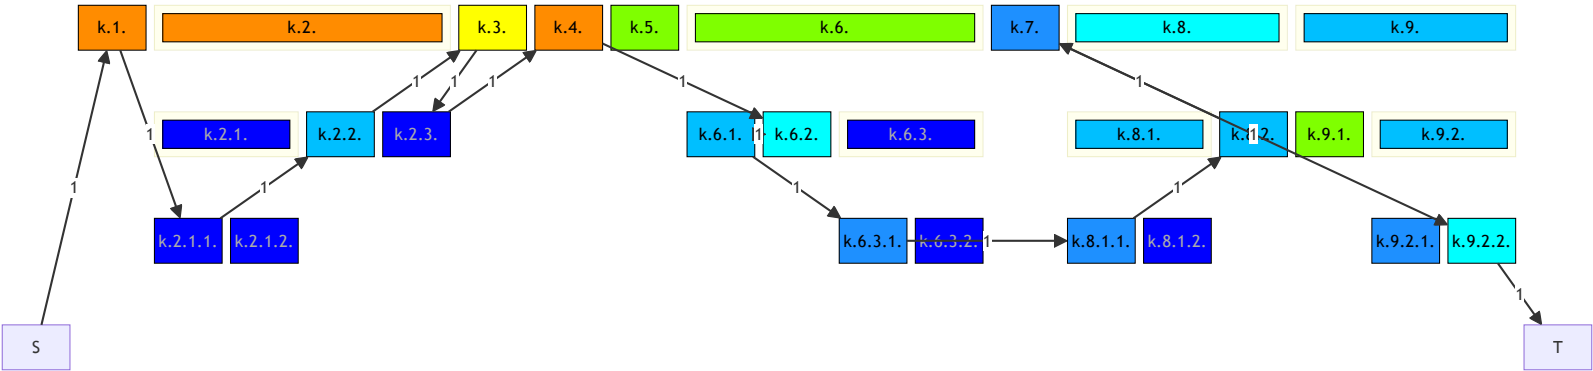 k.1. k.2. k.3. k.4. k.5. k.6. k.7. k.8. k.9.
1 1 1 1 1
k.2.1. k.2.2. k.2.3. k.6.1. 1 k.6.2. k.6.3. k.8.1. k.8.2. 1 k.9.1. k.9.2.
1
1 1 1 1
k.2.1.1. k.2.1.2. k.6.3.1. k.6.3.2. 1 k.8.1.1. k.8.1.2. k.9.2.1. k.9.2.2.
1
S T